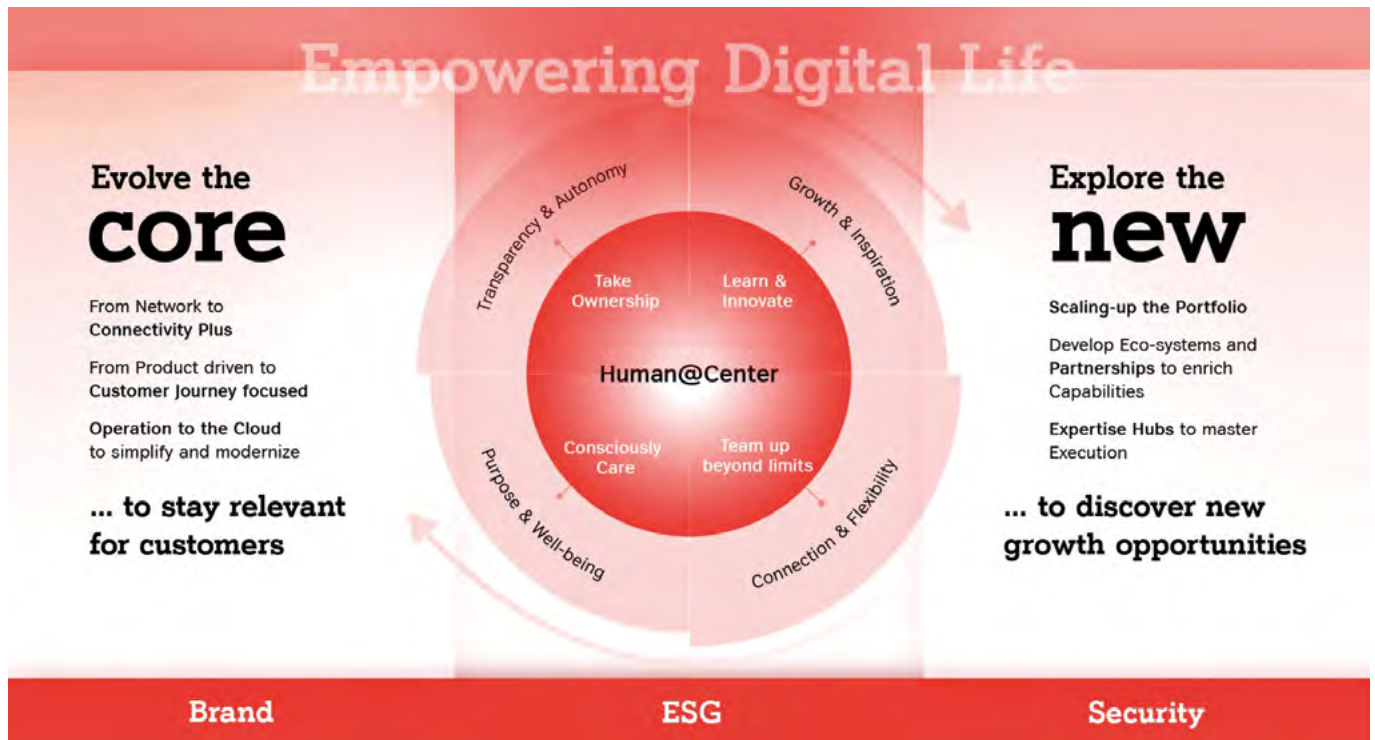 Empowering Digital Life
Evolve the
core
From Network to
Connectivity Plus
From Product driven to
Customer Journey focused
Operation to the Cloud
to simplify and modernize
... to stay relevant
for customers
Transparency & Autonomy
Growth & Inspiration
Take
Ownership
Learn &
Innovate
Human@Center
Consciously
Care
Team up
beyond limits
Purpose & Well-being
Connection & Flexibility
Explore the
new
Scaling-up the Portfolio
Develop Eco-systems and
Partnerships to enrich
Capabilities
Expertise Hubs to master
Execution
... to discover new
growth opportunities
Brand
ESG
Security